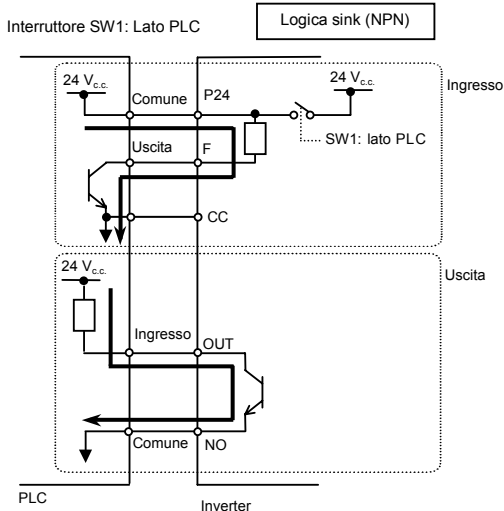 Interruttore SW1: Lato PLC
Logica sink (NPN)
24 Vc.c.
Comune
P24
24 Vc.c.
Ingresso
SW1: lato PLC
Uscita
F
CC
24 Vc.c.
Uscita
Ingresso
OUT
Comune
NO
PLC
Inverter